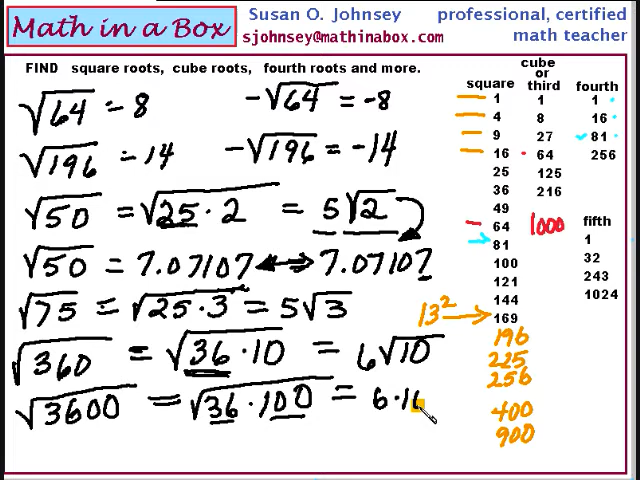 Math in a Box
Susan O. Johnsey professional, certified
sjohnsey@mathinabox.com math teacher
FIND square roots, cube roots, fourth roots and more.
√64 = 8 -√64 = -8
√196 = 14 -√196 = -14
√50 = √25 · 2 = 5√2
√50 = 7.07107 ⟺ 7.07107
√75 = √25·3 = 5√3
√360 = √36 · 10 = 6√10
√3600 = √36 · 100 = 6·10
square
1
4
9
16
25
36
49
64
81
100
121
144
13² → 169
196
225
256
400
900
cube
or
third
1
8
27
64
125
216
1000
fourth
1
16
81
256
fifth
1
32
243
1024